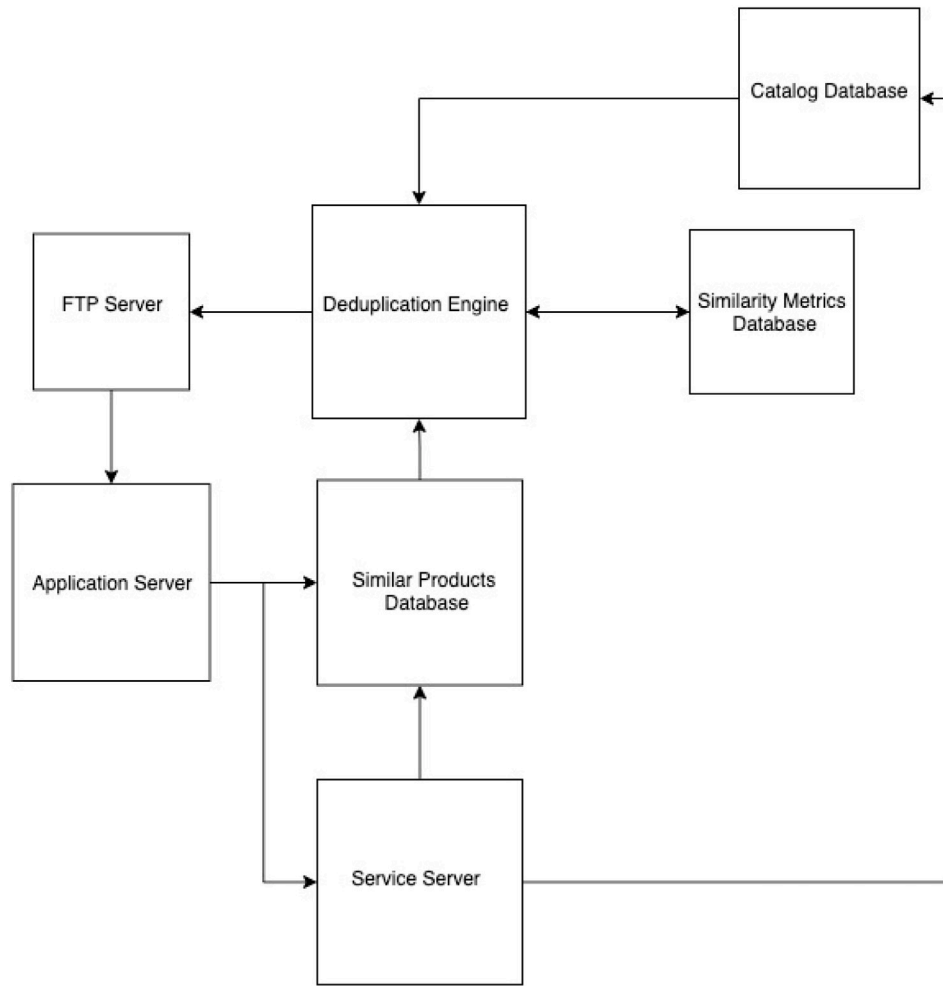 Catalog Database
FTP Server
Deduplication Engine
Similarity Metrics
Database
Application Server
Similar Products
Database
Service Server